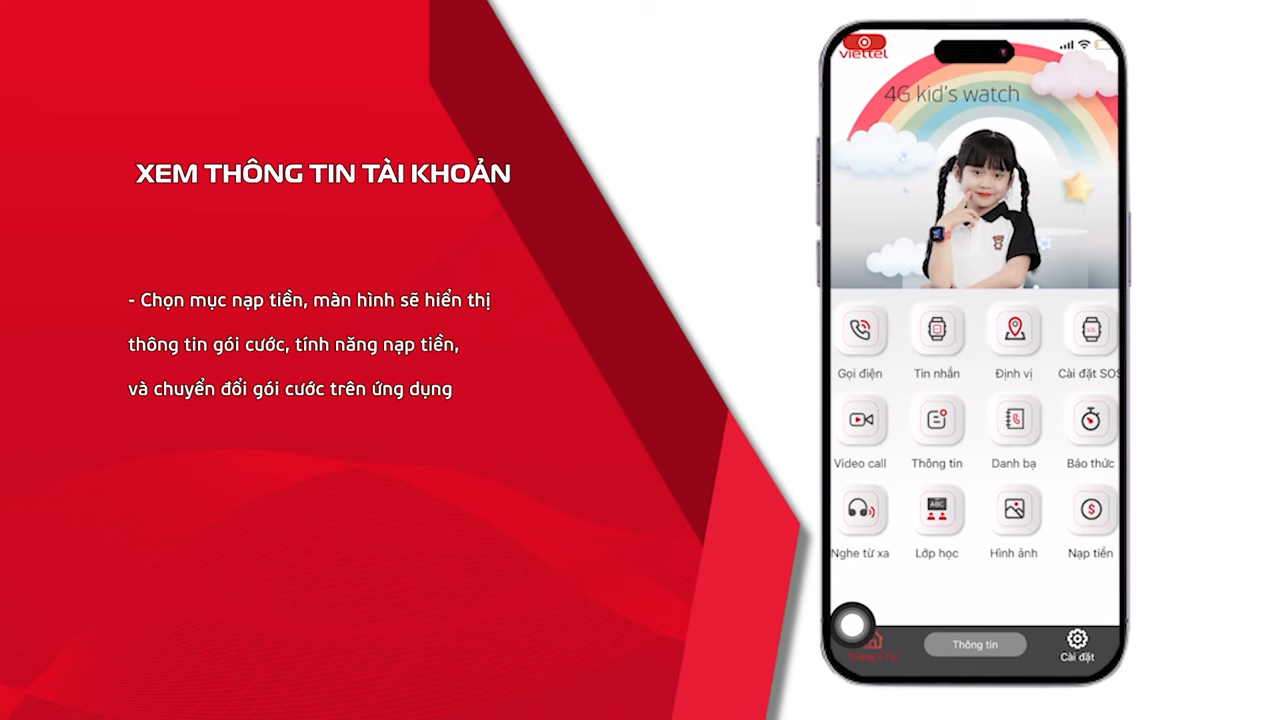 XEM THÔNG TIN TÀI KHOẢN
- Chọn mục nạp tiền, màn hình sẽ hiển thị
thông tin gói cước, tính năng nạp tiền,
và chuyển đổi gói cước trên ứng dụng
viettel
4G kid's watch
Gọi điện
Tin nhắn
Định vị
Cài đặt SOS
Video call
Thông tin
Danh bạ
Báo thức
ABC
Nghe từ xa
Lớp học
Hình ảnh
Nạp tiền
Thông tin
Cài đặt